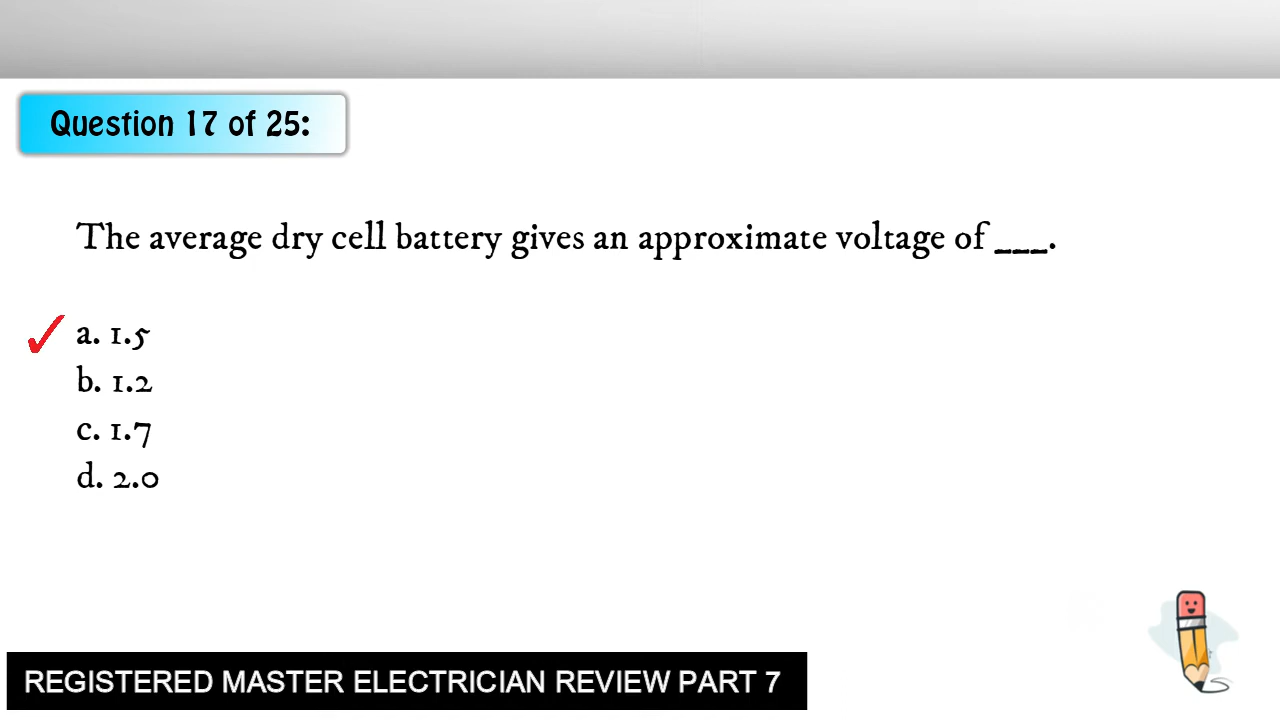 Question 17 of 25:
The average dry cell battery gives an approximate voltage of ___.
a. 1.5
b. 1.2
c. 1.7
d. 2.0
REGISTERED MASTER ELECTRICIAN REVIEW PART 7